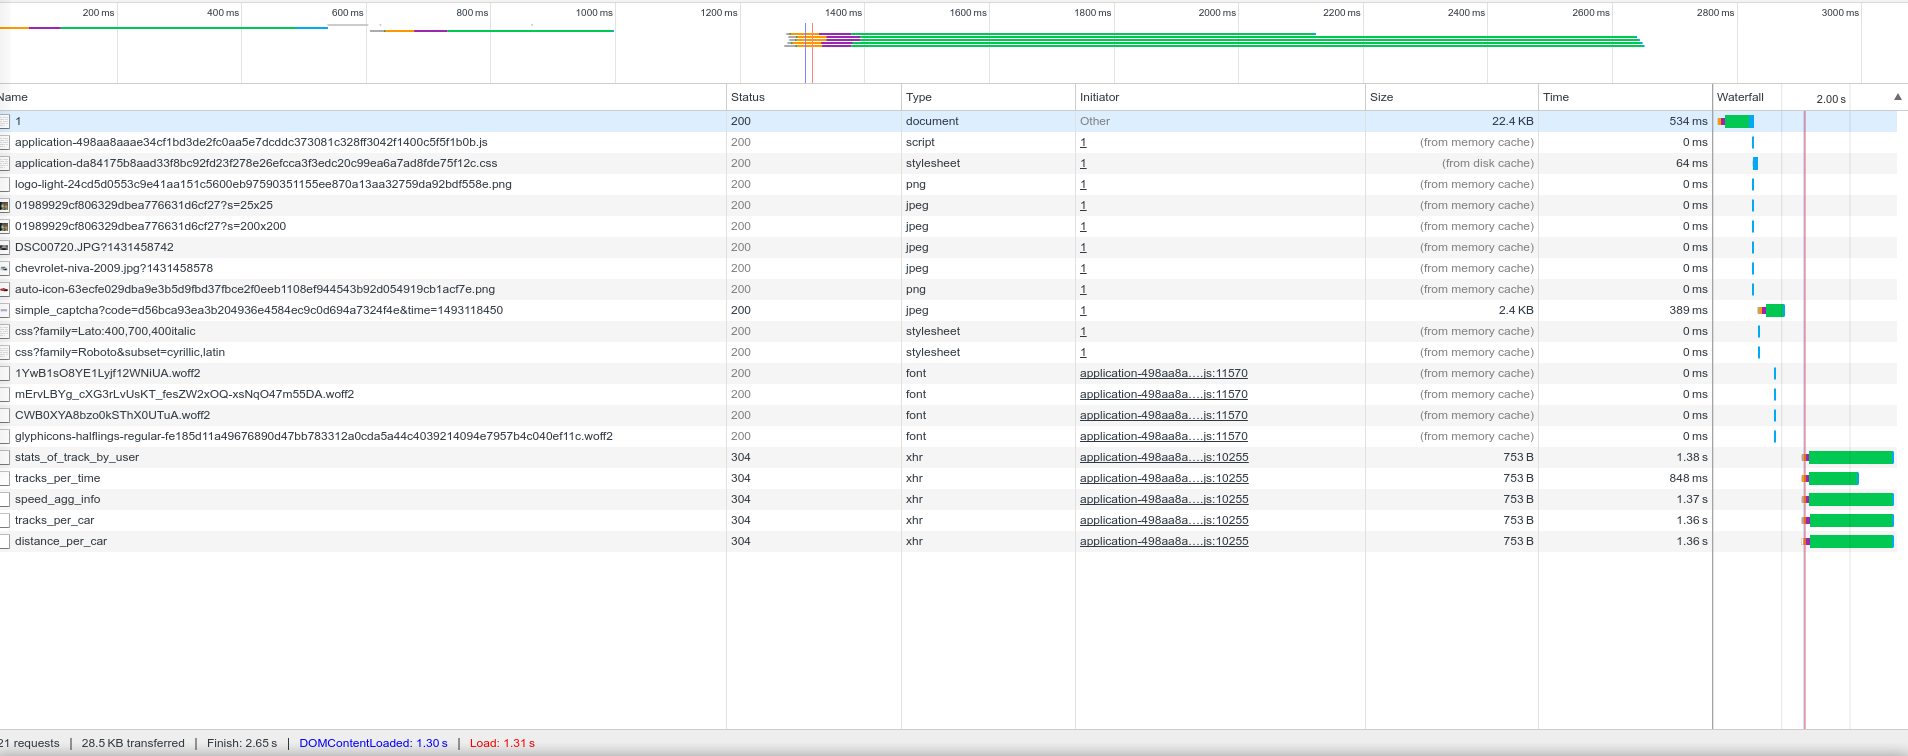 200 ms 400 ms 600 ms 800 ms 1000 ms 1200 ms 1400 ms 1600 ms 1800 ms 2000 ms 2200 ms 2400 ms 2600 ms 2800 ms 3000 ms
Name Status Type Initiator Size Time Waterfall 2.00 s
1 200 document Other 22.4 KB 534 ms
application-498aa8aaae34cf1bd3de2fc0aa5e7dcddc373081c328ff3042f1400c5f5f1b0b.js 200 script 1 (from memory cache) 0 ms
application-da84175b8aad33f8bc92fd23f278e26efcca3f3edc20c99ea6a7ad8fde75f12c.css 200 stylesheet 1 (from disk cache) 64 ms
logo-light-24cd5d0553c9e41aa151c5600eb97590351155ee870a13aa32759da92bdf558e.png 200 png 1 (from memory cache) 0 ms
01989929cf806329dbea776631d6cf27?s=25x25 200 jpeg 1 (from memory cache) 0 ms
01989929cf806329dbea776631d6cf27?s=200x200 200 jpeg 1 (from memory cache) 0 ms
DSC00720.JPG?1431458742 200 jpeg 1 (from memory cache) 0 ms
chevrolet-niva-2009.jpg?1431458578 200 jpeg 1 (from memory cache) 0 ms
auto-icon-63ecfe029dba9e3b5d9fbd37fbce2f0eeb1108ef944543b92d054919cb1acf7e.png 200 png 1 (from memory cache) 0 ms
simple_captcha?code=d56bca93ea3b204936e4584ec9c0d694a7324f4e&time=1493118450 200 jpeg 1 2.4 KB 389 ms
css?family=Lato:400,700,400italic 200 stylesheet 1 (from memory cache) 0 ms
css?family=Roboto&subset=cyrillic,latin 200 stylesheet 1 (from memory cache) 0 ms
1YwB1sO8YE1Lyjf12WNiUA.woff2 200 font application-498aa8a….js:11570 (from memory cache) 0 ms
mErvLBYg_cXG3rLvUsKT_fesZW2xOQ-xsNqO47m55DA.woff2 200 font application-498aa8a….js:11570 (from memory cache) 0 ms
CWB0XYA8bzo0kSThX0UTuA.woff2 200 font application-498aa8a….js:11570 (from memory cache) 0 ms
glyphicons-halflings-regular-fe185d11a49676890d47bb783312a0cda5a44c4039214094e7957b4c040ef11c.woff2 200 font application-498aa8a….js:11570 (from memory cache) 0 ms
stats_of_track_by_user 304 xhr application-498aa8a….js:10255 753 B 1.38 s
tracks_per_time 304 xhr application-498aa8a….js:10255 753 B 848 ms
speed_agg_info 304 xhr application-498aa8a….js:10255 753 B 1.37 s
tracks_per_car 304 xhr application-498aa8a….js:10255 753 B 1.36 s
distance_per_car 304 xhr application-498aa8a….js:10255 753 B 1.36 s
21 requests | 28.5 KB transferred | Finish: 2.65 s | DOMContentLoaded: 1.30 s | Load: 1.31 s